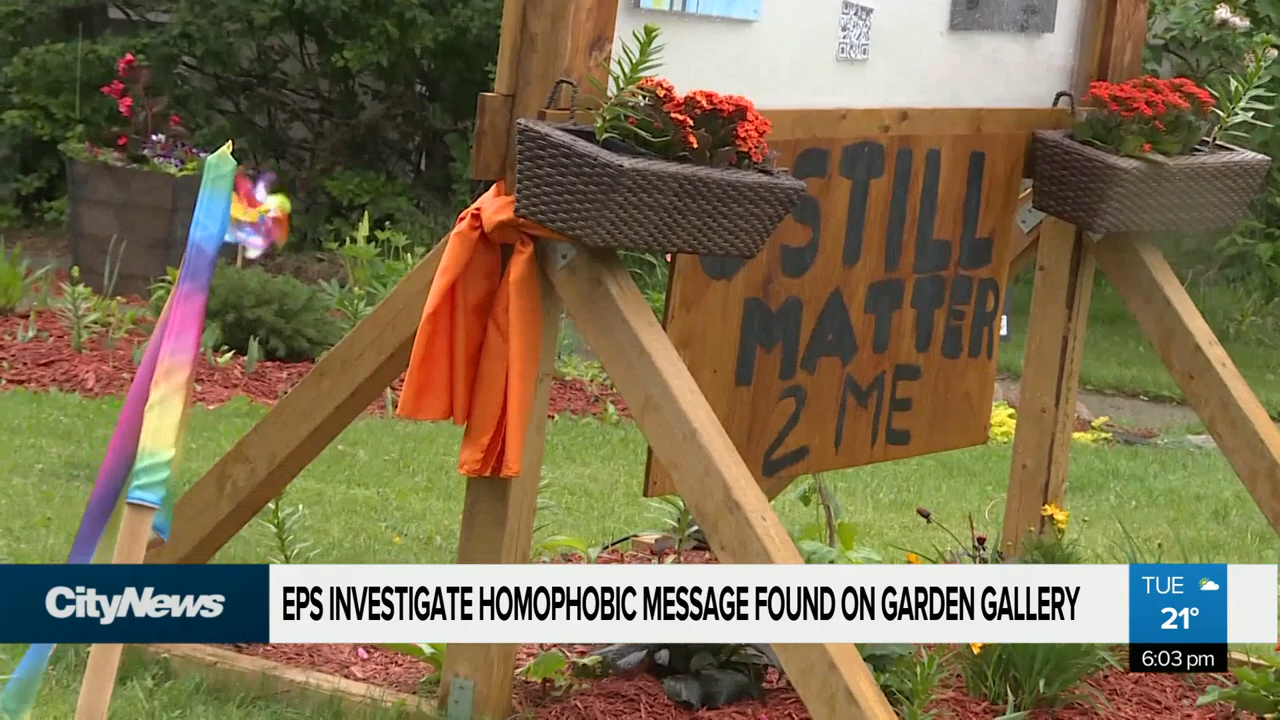 STILL
MATTER
2 ME
CityNews
EPS INVESTIGATE HOMOPHOBIC MESSAGE FOUND ON GARDEN GALLERY
TUE
21°
6:03 pm